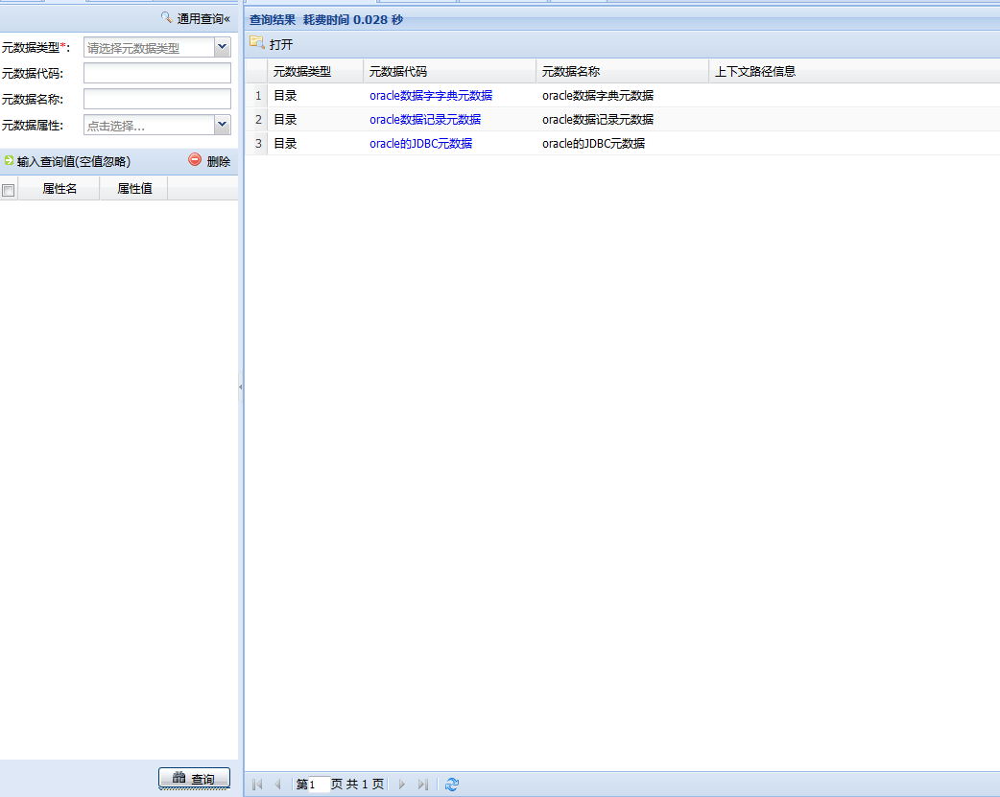 通用查询«
元数据类型*: 请选择元数据类型
元数据代码:
元数据名称:
元数据属性: 点击选择...
输入查询值(空值忽略) 删除
属性名 属性值
查询
查询结果 耗费时间 0.028 秒
打开
元数据类型 元数据代码 元数据名称 上下文路径信息
1 目录 oracle数据字字典元数据 oracle数据字典元数据
2 目录 oracle数据记录元数据 oracle数据记录元数据
3 目录 oracle的JDBC元数据 oracle的JDBC元数据
第1 页 共 1 页